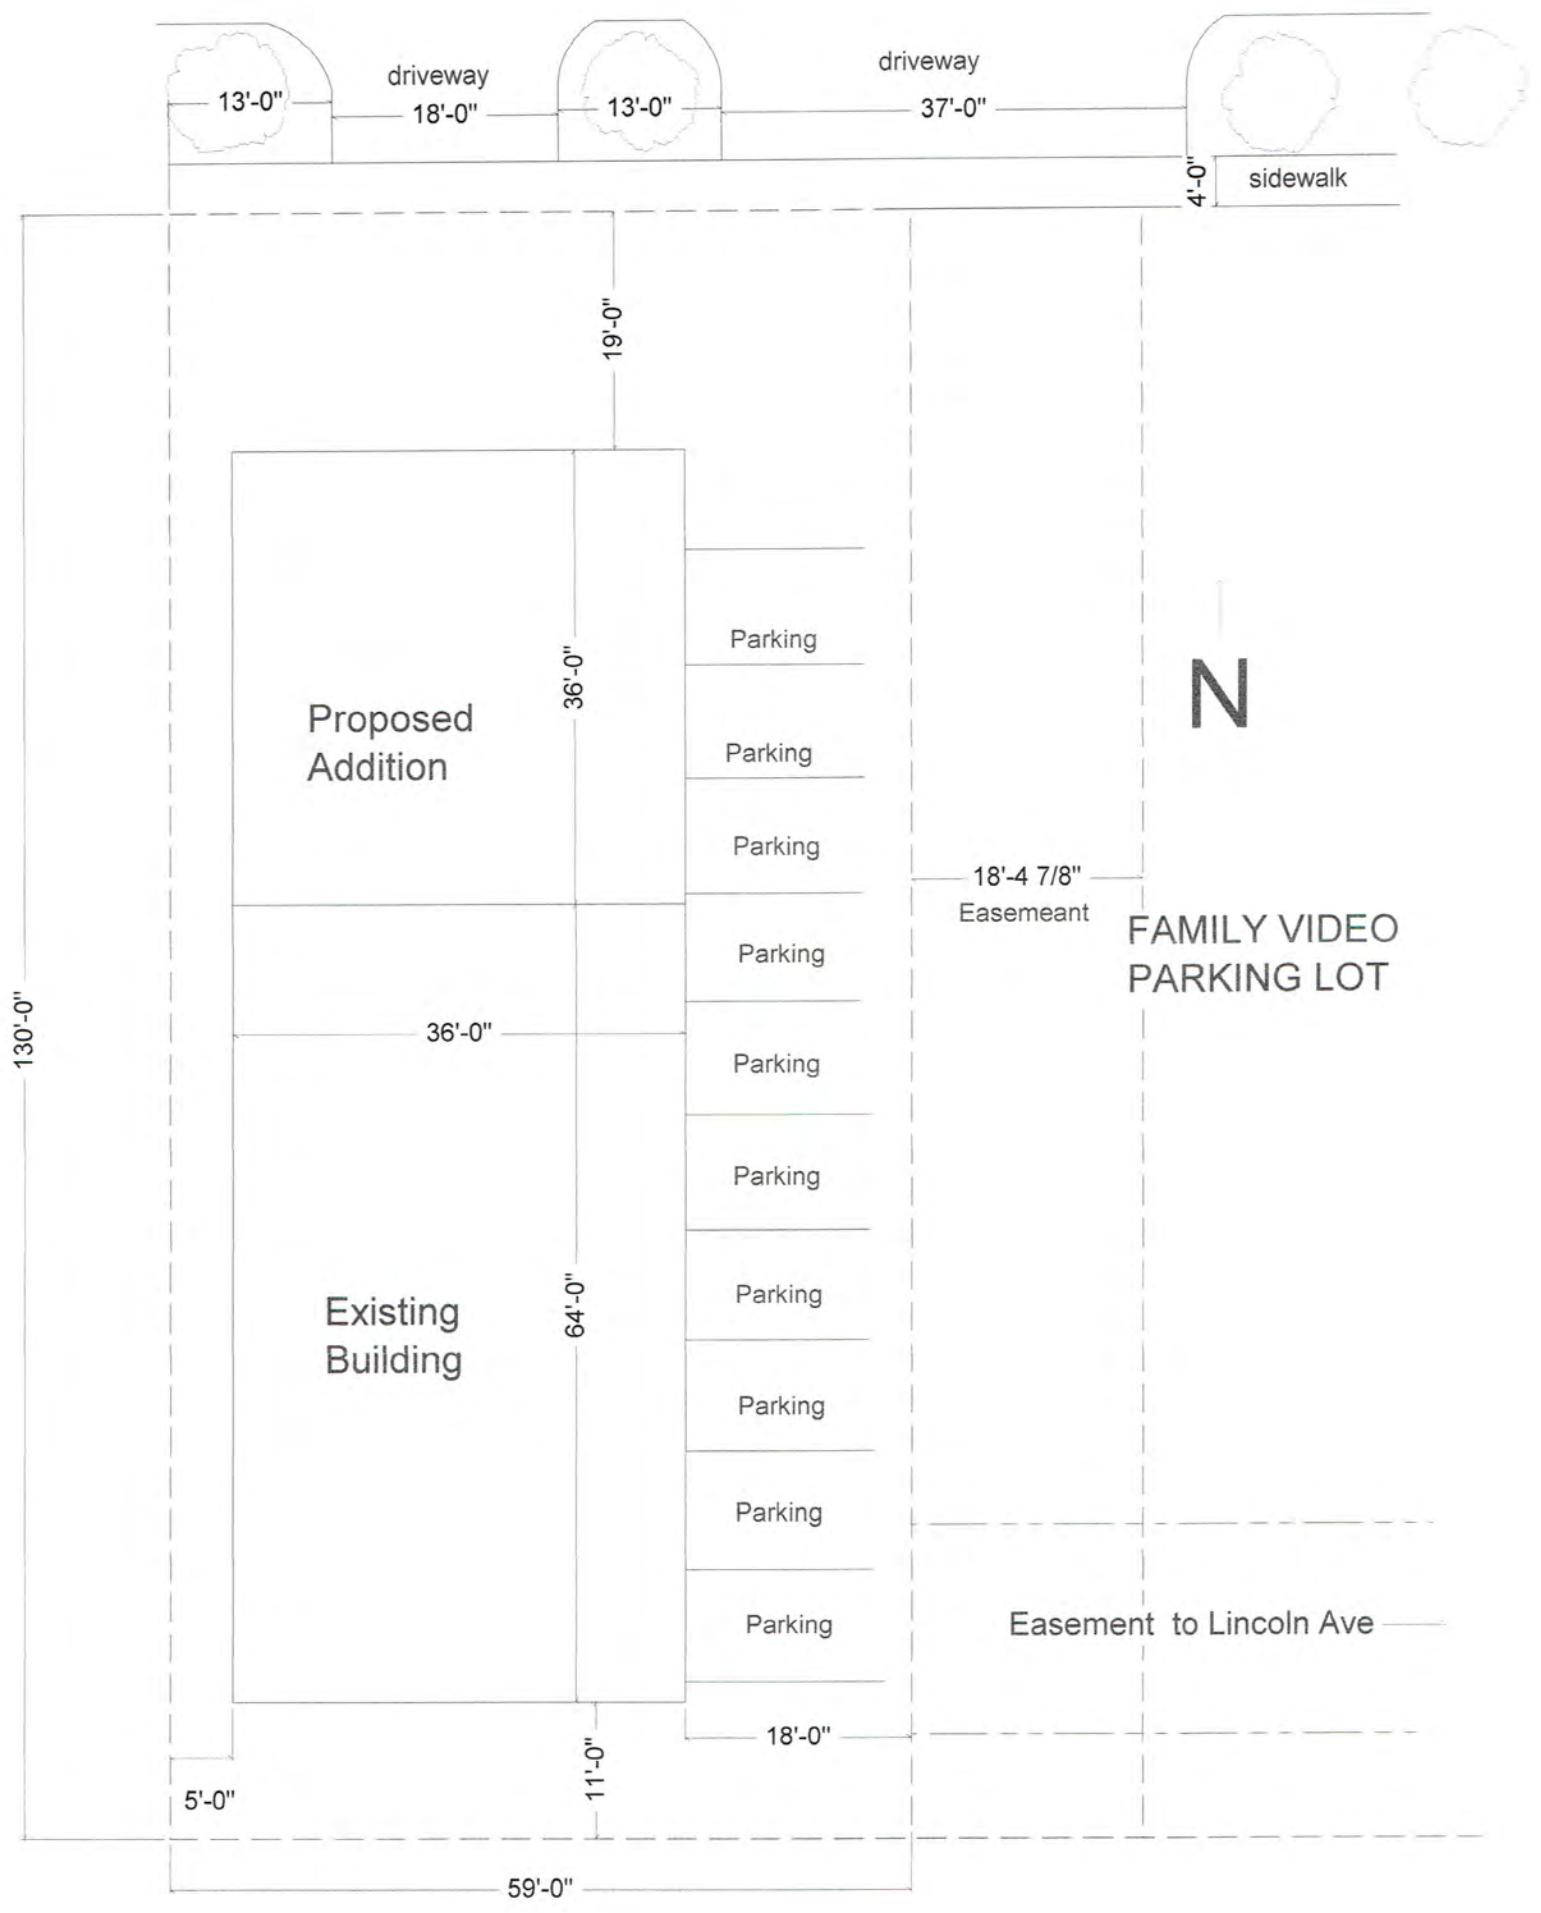 driveway
driveway
13'-0"
18'-0"
13'-0"
37'-0"
4'-0"
sidewalk
19'-0"
Parking
36'-0"
N
Proposed
Addition
Parking
Parking
18'-4 7/8"
Easemeant
FAMILY VIDEO
PARKING LOT
Parking
130'-0"
36'-0"
Parking
Parking
Existing
Building
64'-0"
Parking
Parking
Parking
Parking
Easement to Lincoln Ave
18'-0"
11'-0"
5'-0"
59'-0"